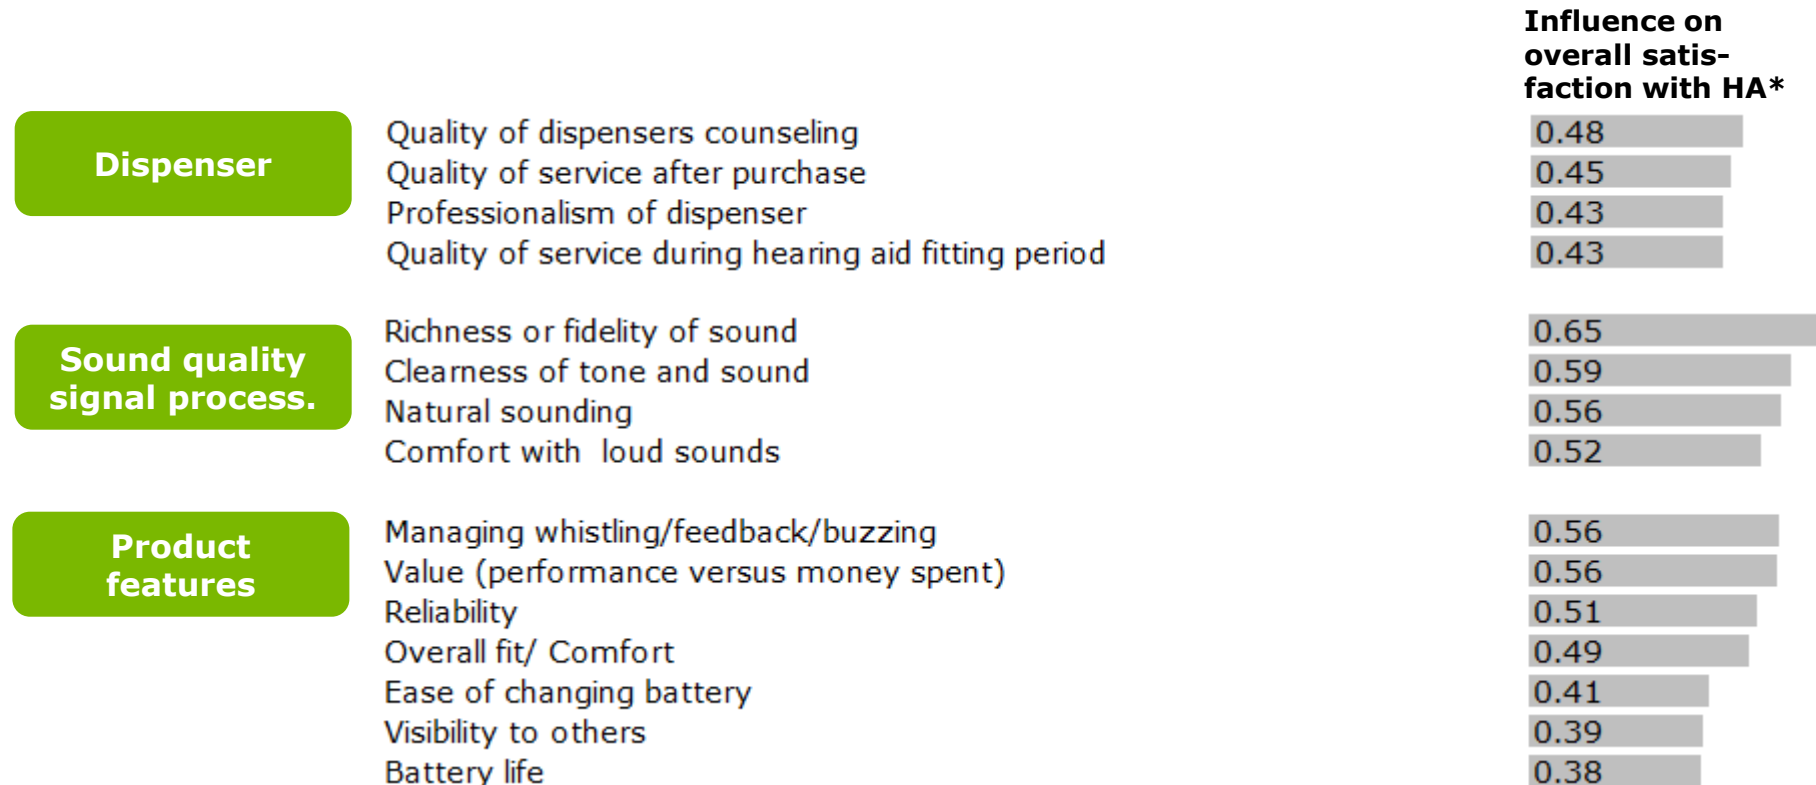 Influence on
overall satis-
faction with HA*
Dispenser
Quality of dispensers counseling 0.48
Quality of service after purchase 0.45
Professionalism of dispenser 0.43
Quality of service during hearing aid fitting period 0.43
Sound quality
signal process.
Richness or fidelity of sound 0.65
Clearness of tone and sound 0.59
Natural sounding 0.56
Comfort with loud sounds 0.52
Product
features
Managing whistling/feedback/buzzing 0.56
Value (performance versus money spent) 0.56
Reliability 0.51
Overall fit/ Comfort 0.49
Ease of changing battery 0.41
Visibility to others 0.39
Battery life 0.38